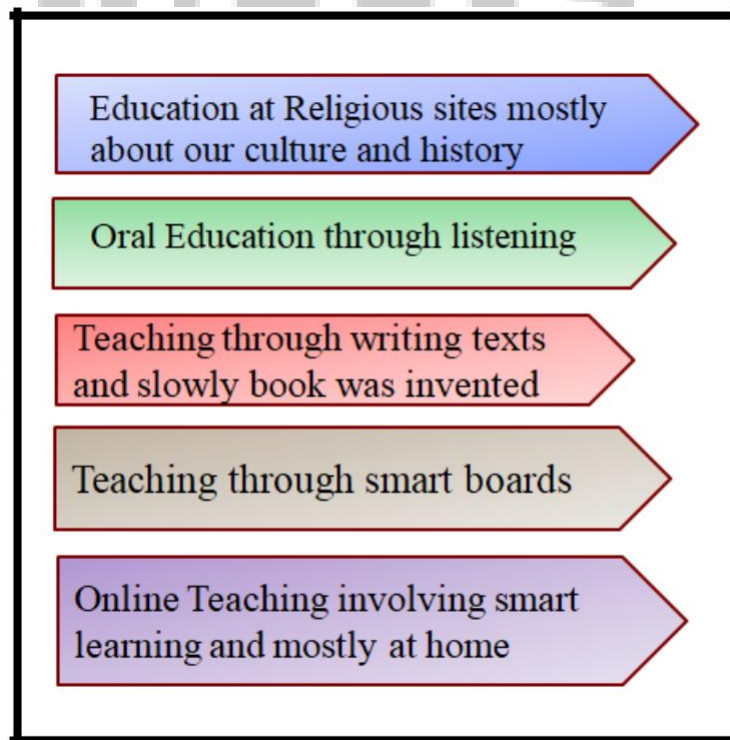 Education at Religious sites mostly
about our culture and history
Oral Education through listening
Teaching through writing texts
and slowly book was invented
Teaching through smart boards
Online Teaching involving smart
learning and mostly at home